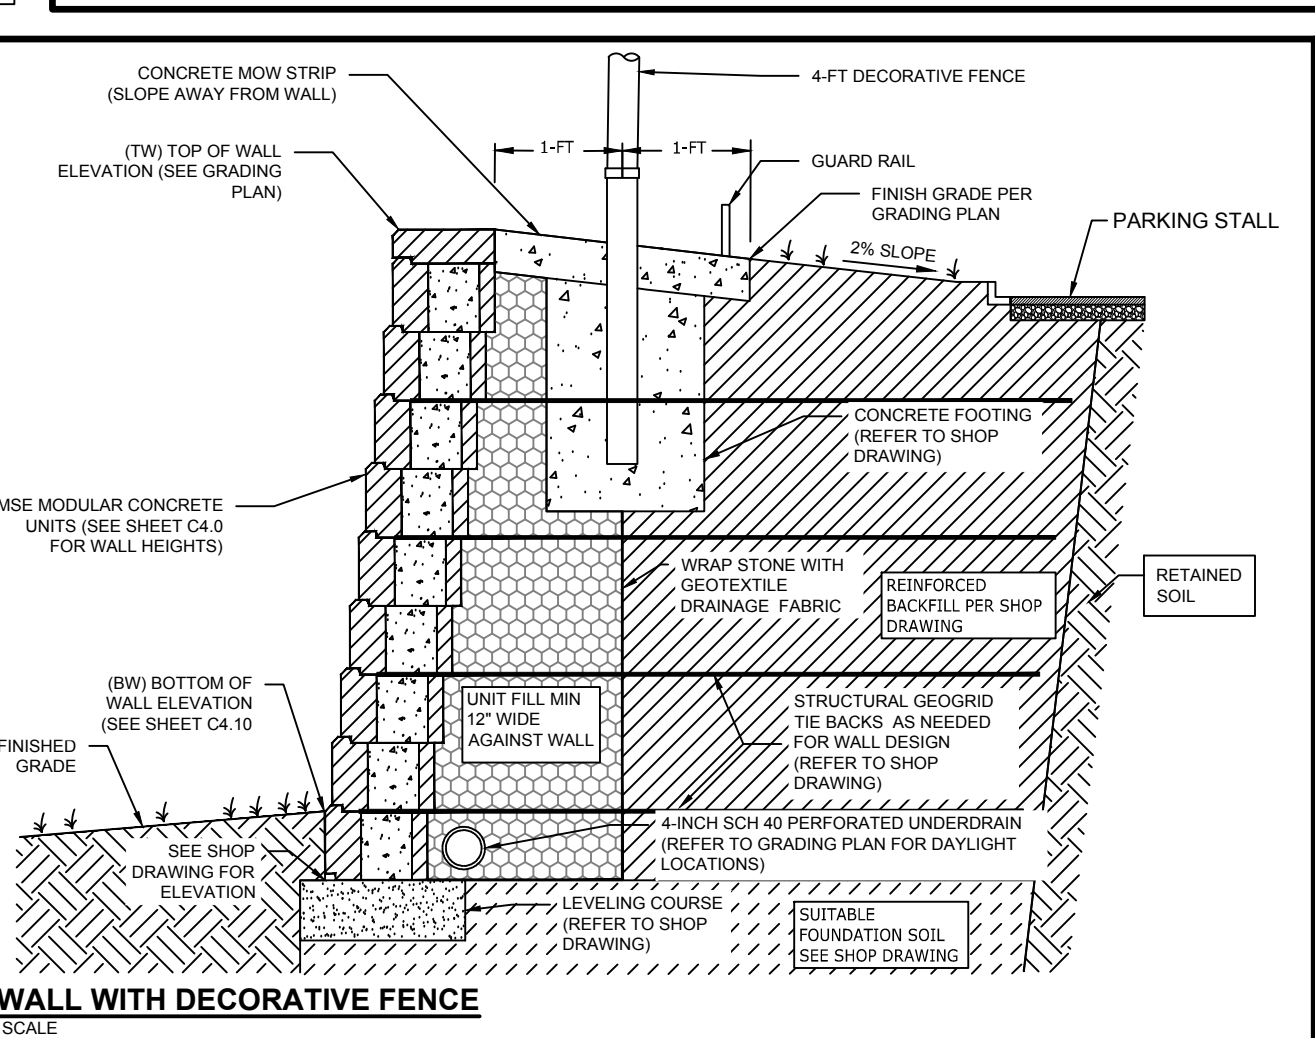 CONCRETE MOW STRIP
(SLOPE AWAY FROM WALL)
4-FT DECORATIVE FENCE
(TW) TOP OF WALL
ELEVATION (SEE GRADING
PLAN)
1-FT
1-FT
GUARD RAIL
FINISH GRADE PER
GRADING PLAN
PARKING STALL
2% SLOPE
CONCRETE FOOTING
(REFER TO SHOP
DRAWING)
MSE MODULAR CONCRETE
UNITS (SEE SHEET C4.0
FOR WALL HEIGHTS)
WRAP STONE WITH
GEOTEXTILE
DRAINAGE FABRIC
REINFORCED
BACKFILL PER SHOP
DRAWING
RETAINED
SOIL
(BW) BOTTOM OF
WALL ELEVATION
(SEE SHEET C4.10
UNIT FILL MIN
12" WIDE
AGAINST WALL
STRUCTURAL GEOGRID
TIE BACKS AS NEEDED
FOR WALL DESIGN
(REFER TO SHOP
DRAWING)
FINISHED
GRADE
4-INCH SCH 40 PERFORATED UNDERDRAIN
(REFER TO GRADING PLAN FOR DAYLIGHT
LOCATIONS)
SEE SHOP
DRAWING FOR
ELEVATION
LEVELING COURSE
(REFER TO SHOP
DRAWING)
SUITABLE
FOUNDATION SOIL
SEE SHOP DRAWING
WALL WITH DECORATIVE FENCE
SCALE